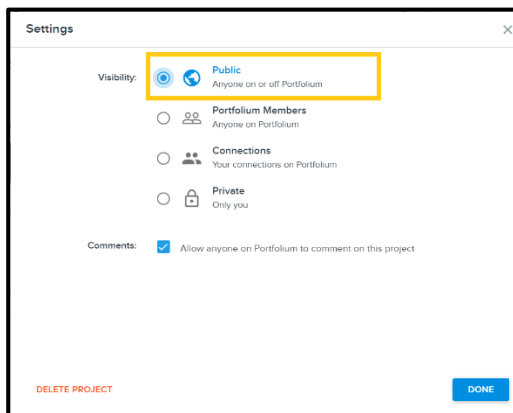 Settings
Visibility:
Public
Anyone on or off Portfolium
Portfolium Members
Anyone on Portfolium
Connections
Your connections on Portfolium
Private
Only you
Comments:
Allow anyone on Portfolium to comment on this project
DELETE PROJECT
DONE